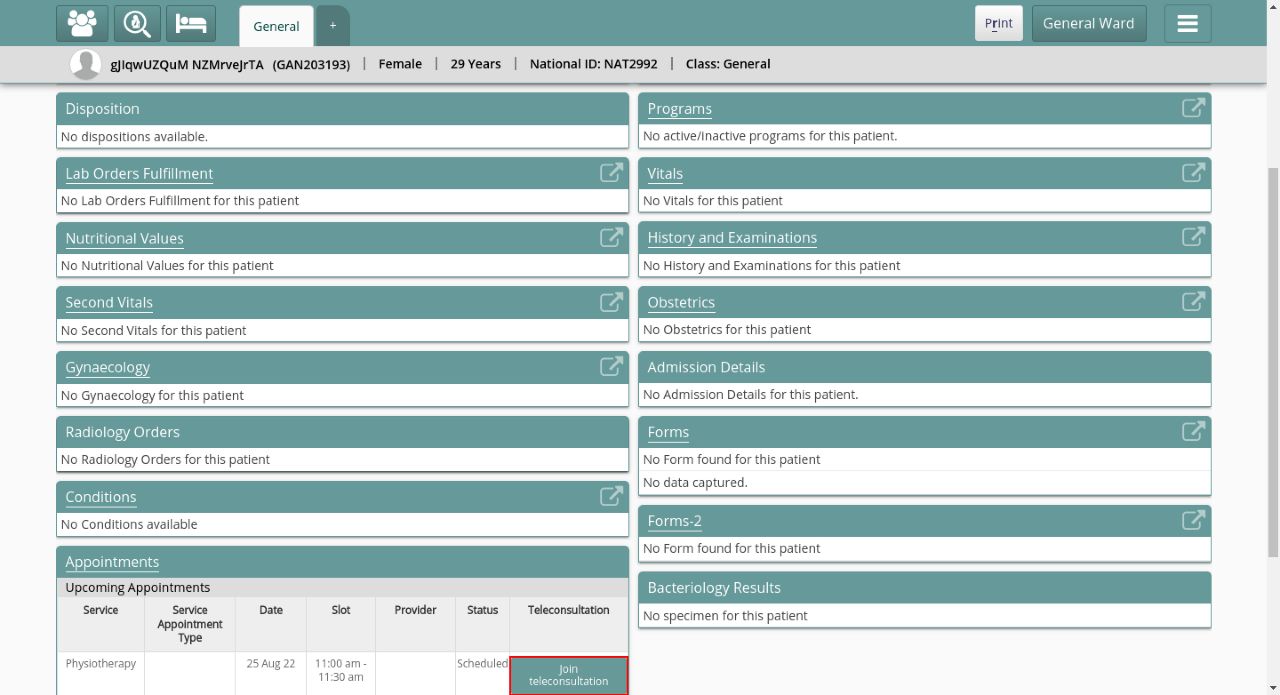 General
+
Print
General Ward
gJIqwUZQuM NZMrveJrTA (GAN203193) | Female | 29 Years | National ID: NAT2992 | Class: General
Disposition
No dispositions available.
Lab Orders Fulfillment
No Lab Orders Fulfillment for this patient
Nutritional Values
No Nutritional Values for this patient
Second Vitals
No Second Vitals for this patient
Gynaecology
No Gynaecology for this patient
Radiology Orders
No Radiology Orders for this patient
Conditions
No Conditions available
Appointments
Upcoming Appointments
Service
Service
Appointment
Type
Date
Slot
Provider
Status
Teleconsultation
Physiotherapy
25 Aug 22
11:00 am -
11:30 am
Scheduled
Join
teleconsultation
Programs
No active/inactive programs for this patient.
Vitals
No Vitals for this patient
History and Examinations
No History and Examinations for this patient
Obstetrics
No Obstetrics for this patient
Admission Details
No Admission Details for this patient.
Forms
No Form found for this patient
No data captured.
Forms-2
No Form found for this patient
Bacteriology Results
No specimen for this patient